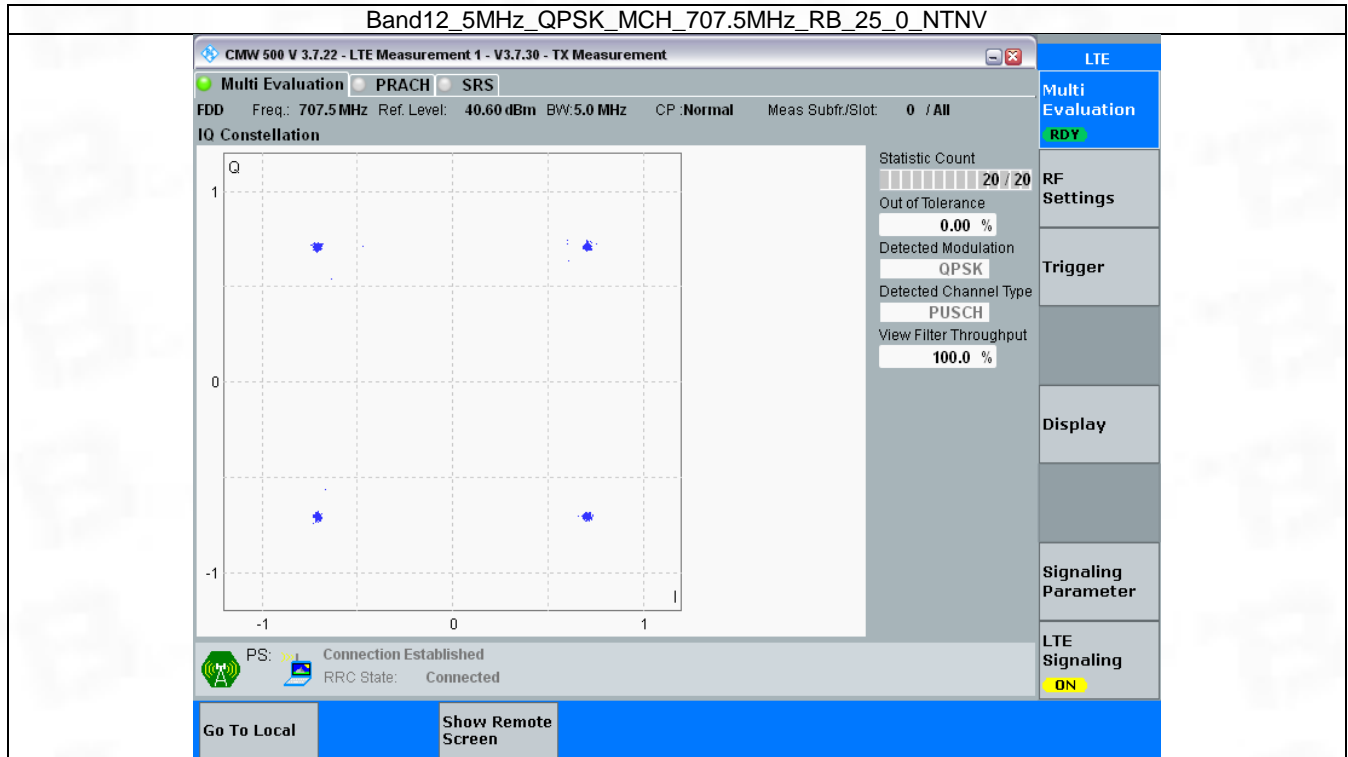 Band12_5MHz_QPSK_MCH_707.5MHz_RB_25_0_NTNV
CMW 500 V 3.7.22 - LTE Measurement 1 - V3.7.30 - TX Measurement
LTE
Multi Evaluation PRACH SRS
FDD Freq.: 707.5 MHz Ref. Level: 40.60 dBm BW:5.0 MHz CP :Normal Meas Subfr./Slot: 0 / All
IQ Constellation
Q
1
0
-1
I
-1 0 1
Statistic Count
20 / 20
Out of Tolerance
0.00 %
Detected Modulation
QPSK
Detected Channel Type
PUSCH
View Filter Throughput
100.0 %
Multi
Evaluation
RDY
RF
Settings
Trigger
Display
Signaling
Parameter
LTE
Signaling
ON
PS: Connection Established
RRC State: Connected
Go To Local
Show Remote
Screen